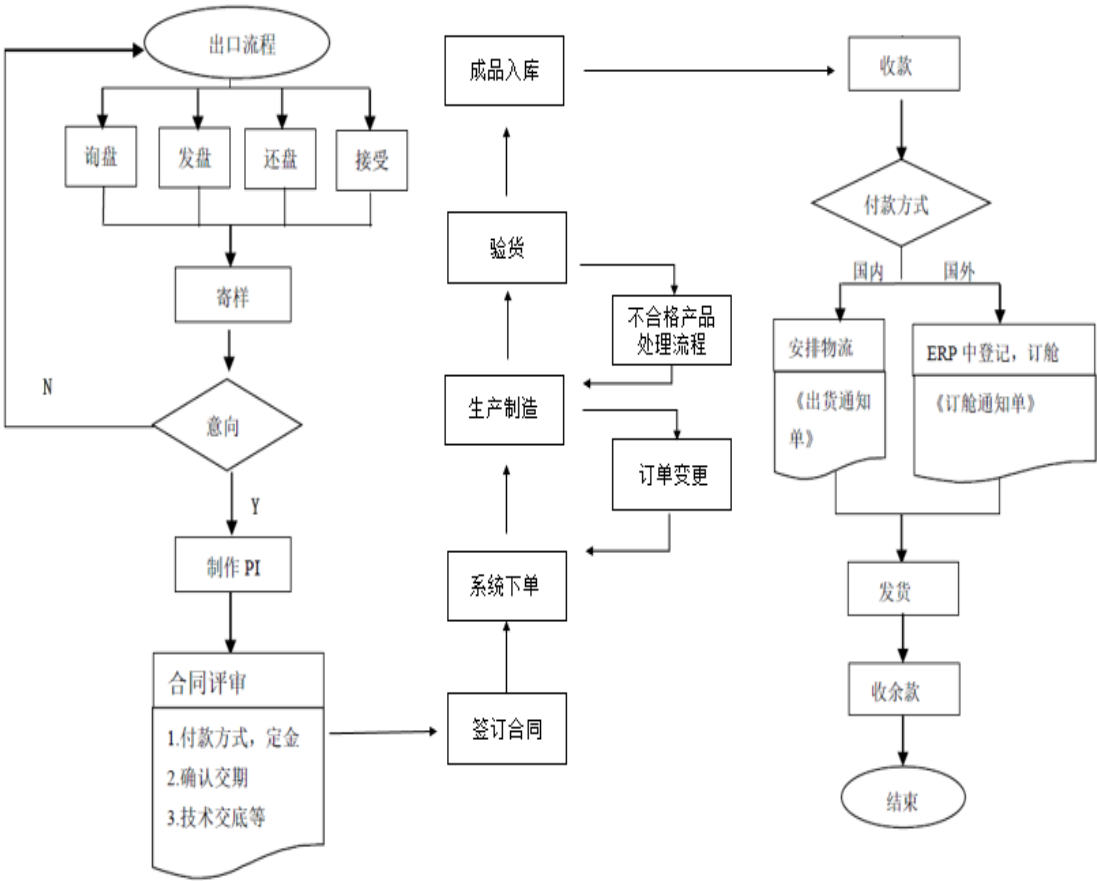 出口流程
询盘
发盘
还盘
接受
寄样
N
意向
Y
制作 PI
合同评审
1.付款方式，定金
2.确认交期
3.技术交底等
成品入库
验货
不合格产品
处理流程
生产制造
订单变更
系统下单
签订合同
收款
付款方式
国内
国外
安排物流
《出货通知
单》
ERP 中登记，订舱
《订舱通知单》
发货
收余款
结束